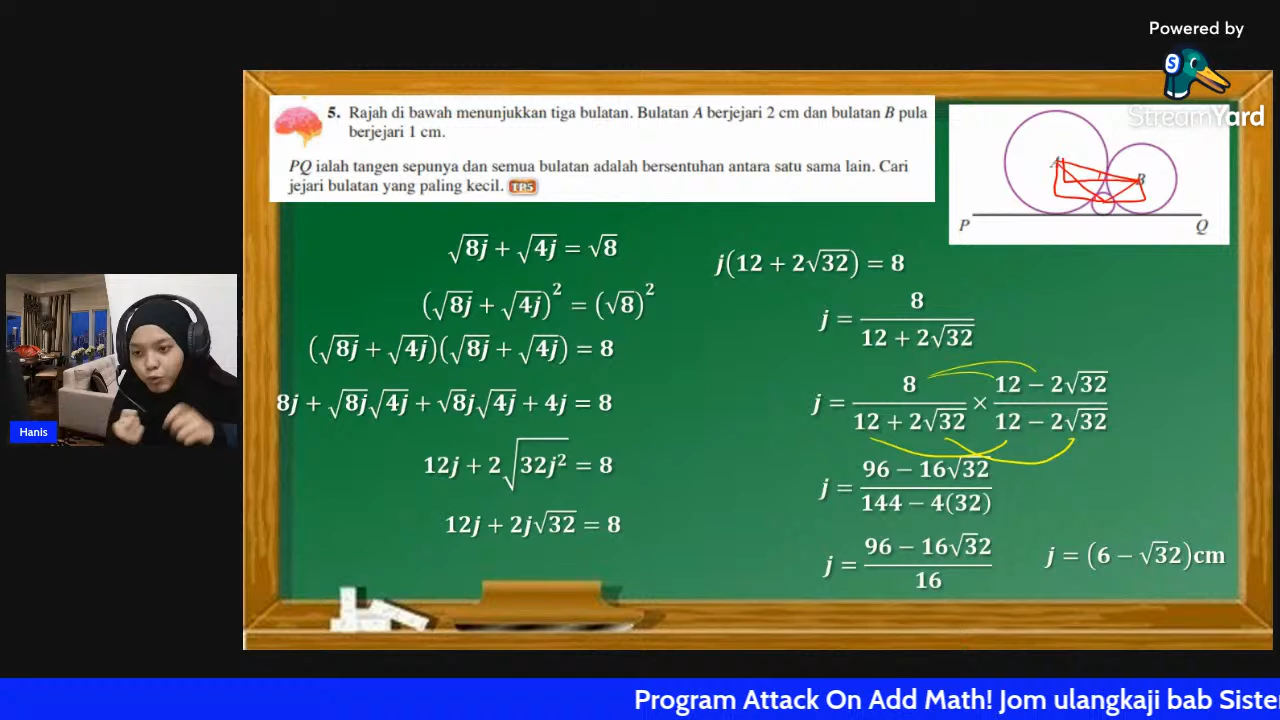 Powered by
StreamYard
5. Rajah di bawah menunjukkan tiga bulatan. Bulatan A berjejari 2 cm dan bulatan B pula
berjejari 1 cm.
PQ ialah tangen sepunya dan semua bulatan adalah bersentuhan antara satu sama lain. Cari
jejari bulatan yang paling kecil. TP5
A
B
P
Q
√8j + √4j = √8
(√8j + √4j)² = (√8)²
(√8j + √4j)(√8j + √4j) = 8
8j + √8j√4j + √8j√4j + 4j = 8
12j + 2√32j² = 8
12j + 2j√32 = 8
j(12 + 2√32) = 8
j = 8 / (12 + 2√32)
j = 8 / (12 + 2√32) × (12 − 2√32) / (12 − 2√32)
j = (96 − 16√32) / (144 − 4(32))
j = (96 − 16√32) / 16
j = (6 − √32)cm
Hanis
Program Attack On Add Math! Jom ulangkaji bab Siste